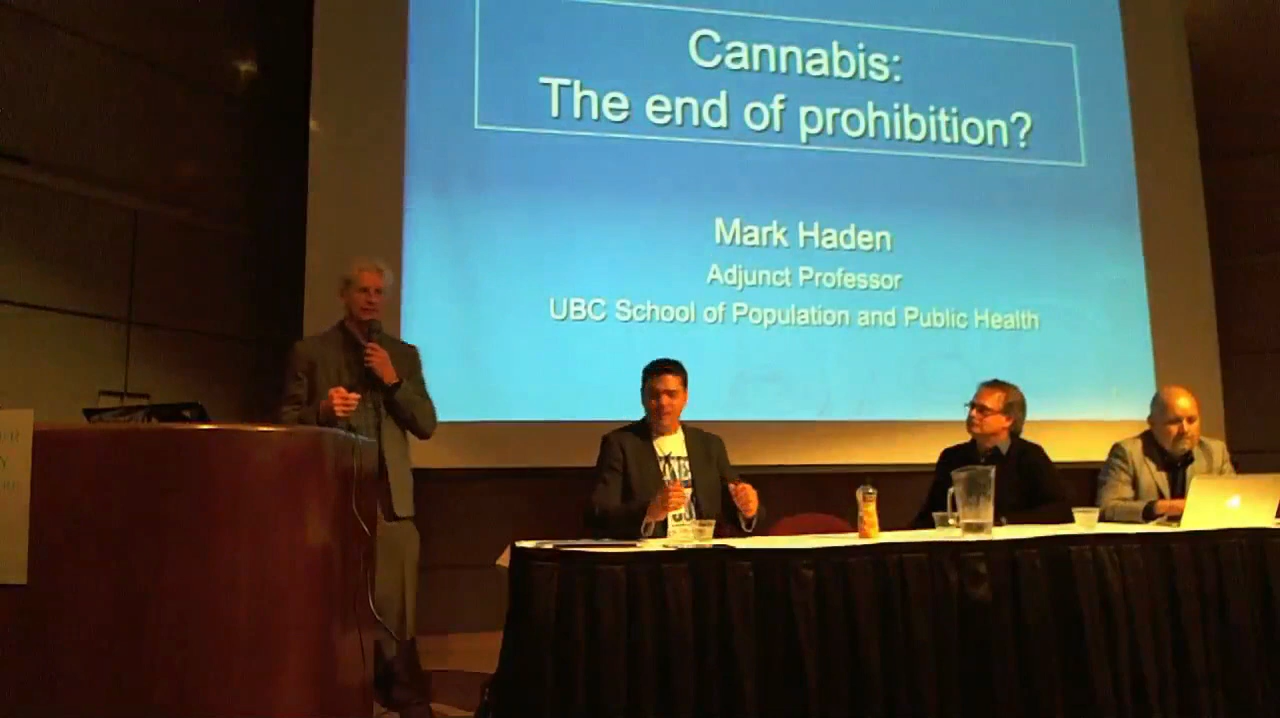 Cannabis:
The end of prohibition?
Mark Haden
Adjunct Professor
UBC School of Population and Public Health